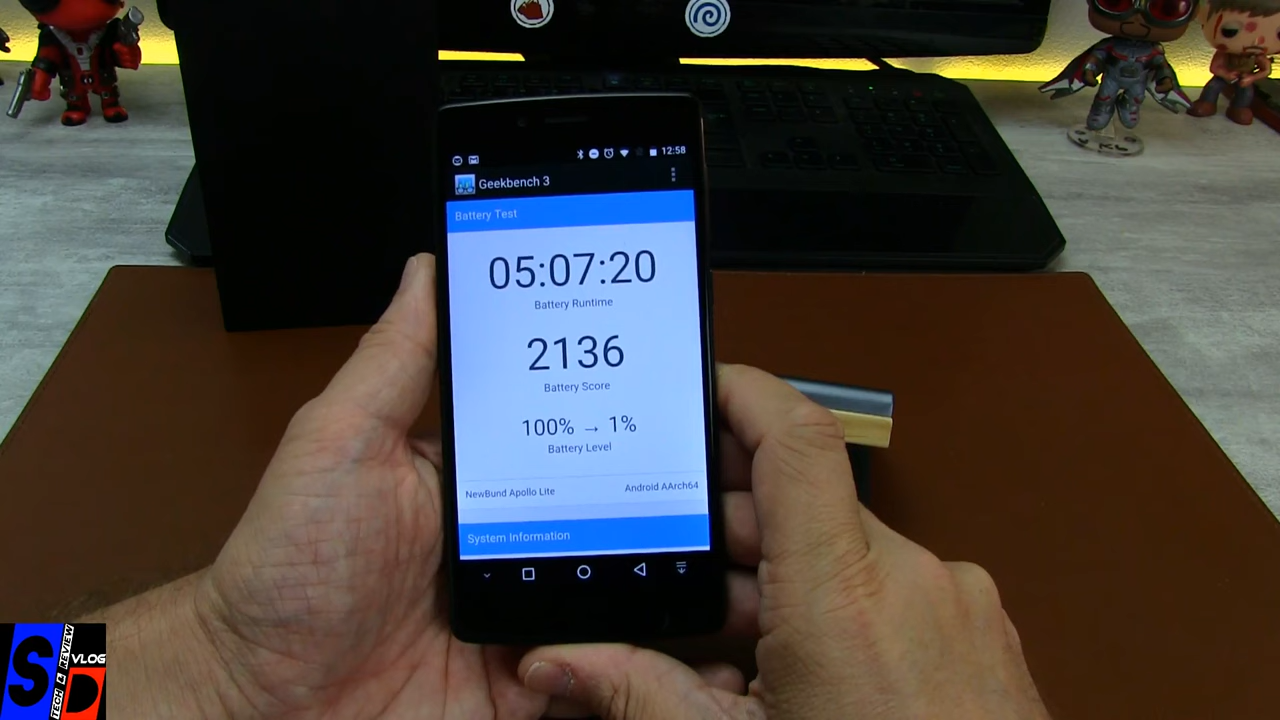 12:58
Geekbench 3
Battery Test
05:07:20
Battery Runtime
2136
Battery Score
100% → 1%
Battery Level
NewBund Apollo Lite
Android AArch64
System Information
SD
TECH & REVIEW
VLOG